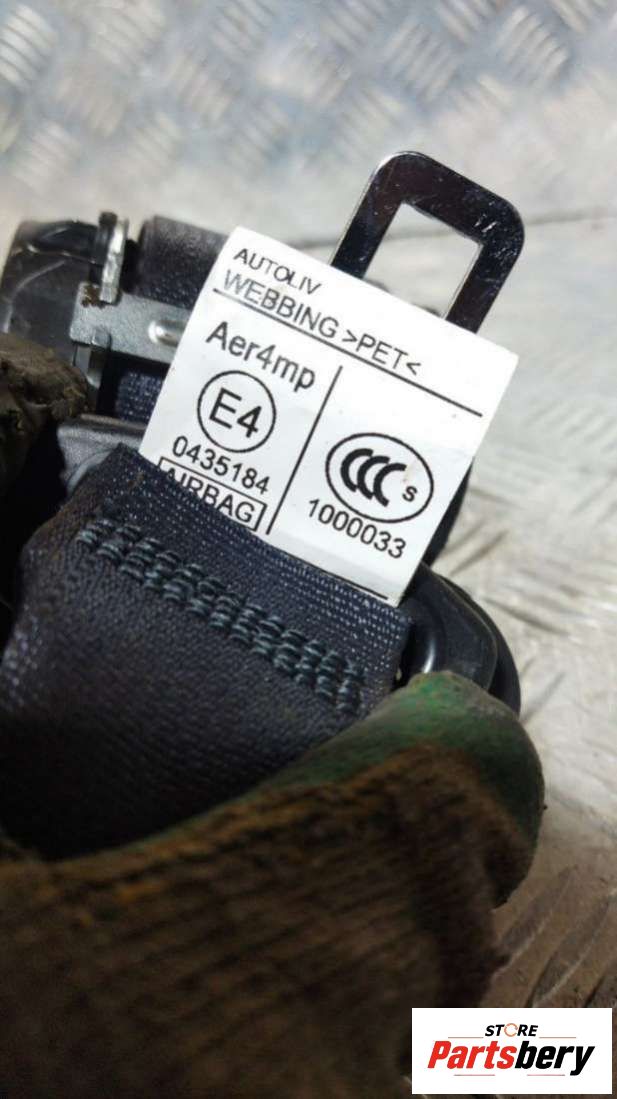 AUTOLIV
WEBBING >PET<
Aer4mp
E4
0435184
AIRBAG
CCC S
1000033
STORE
Partsbery